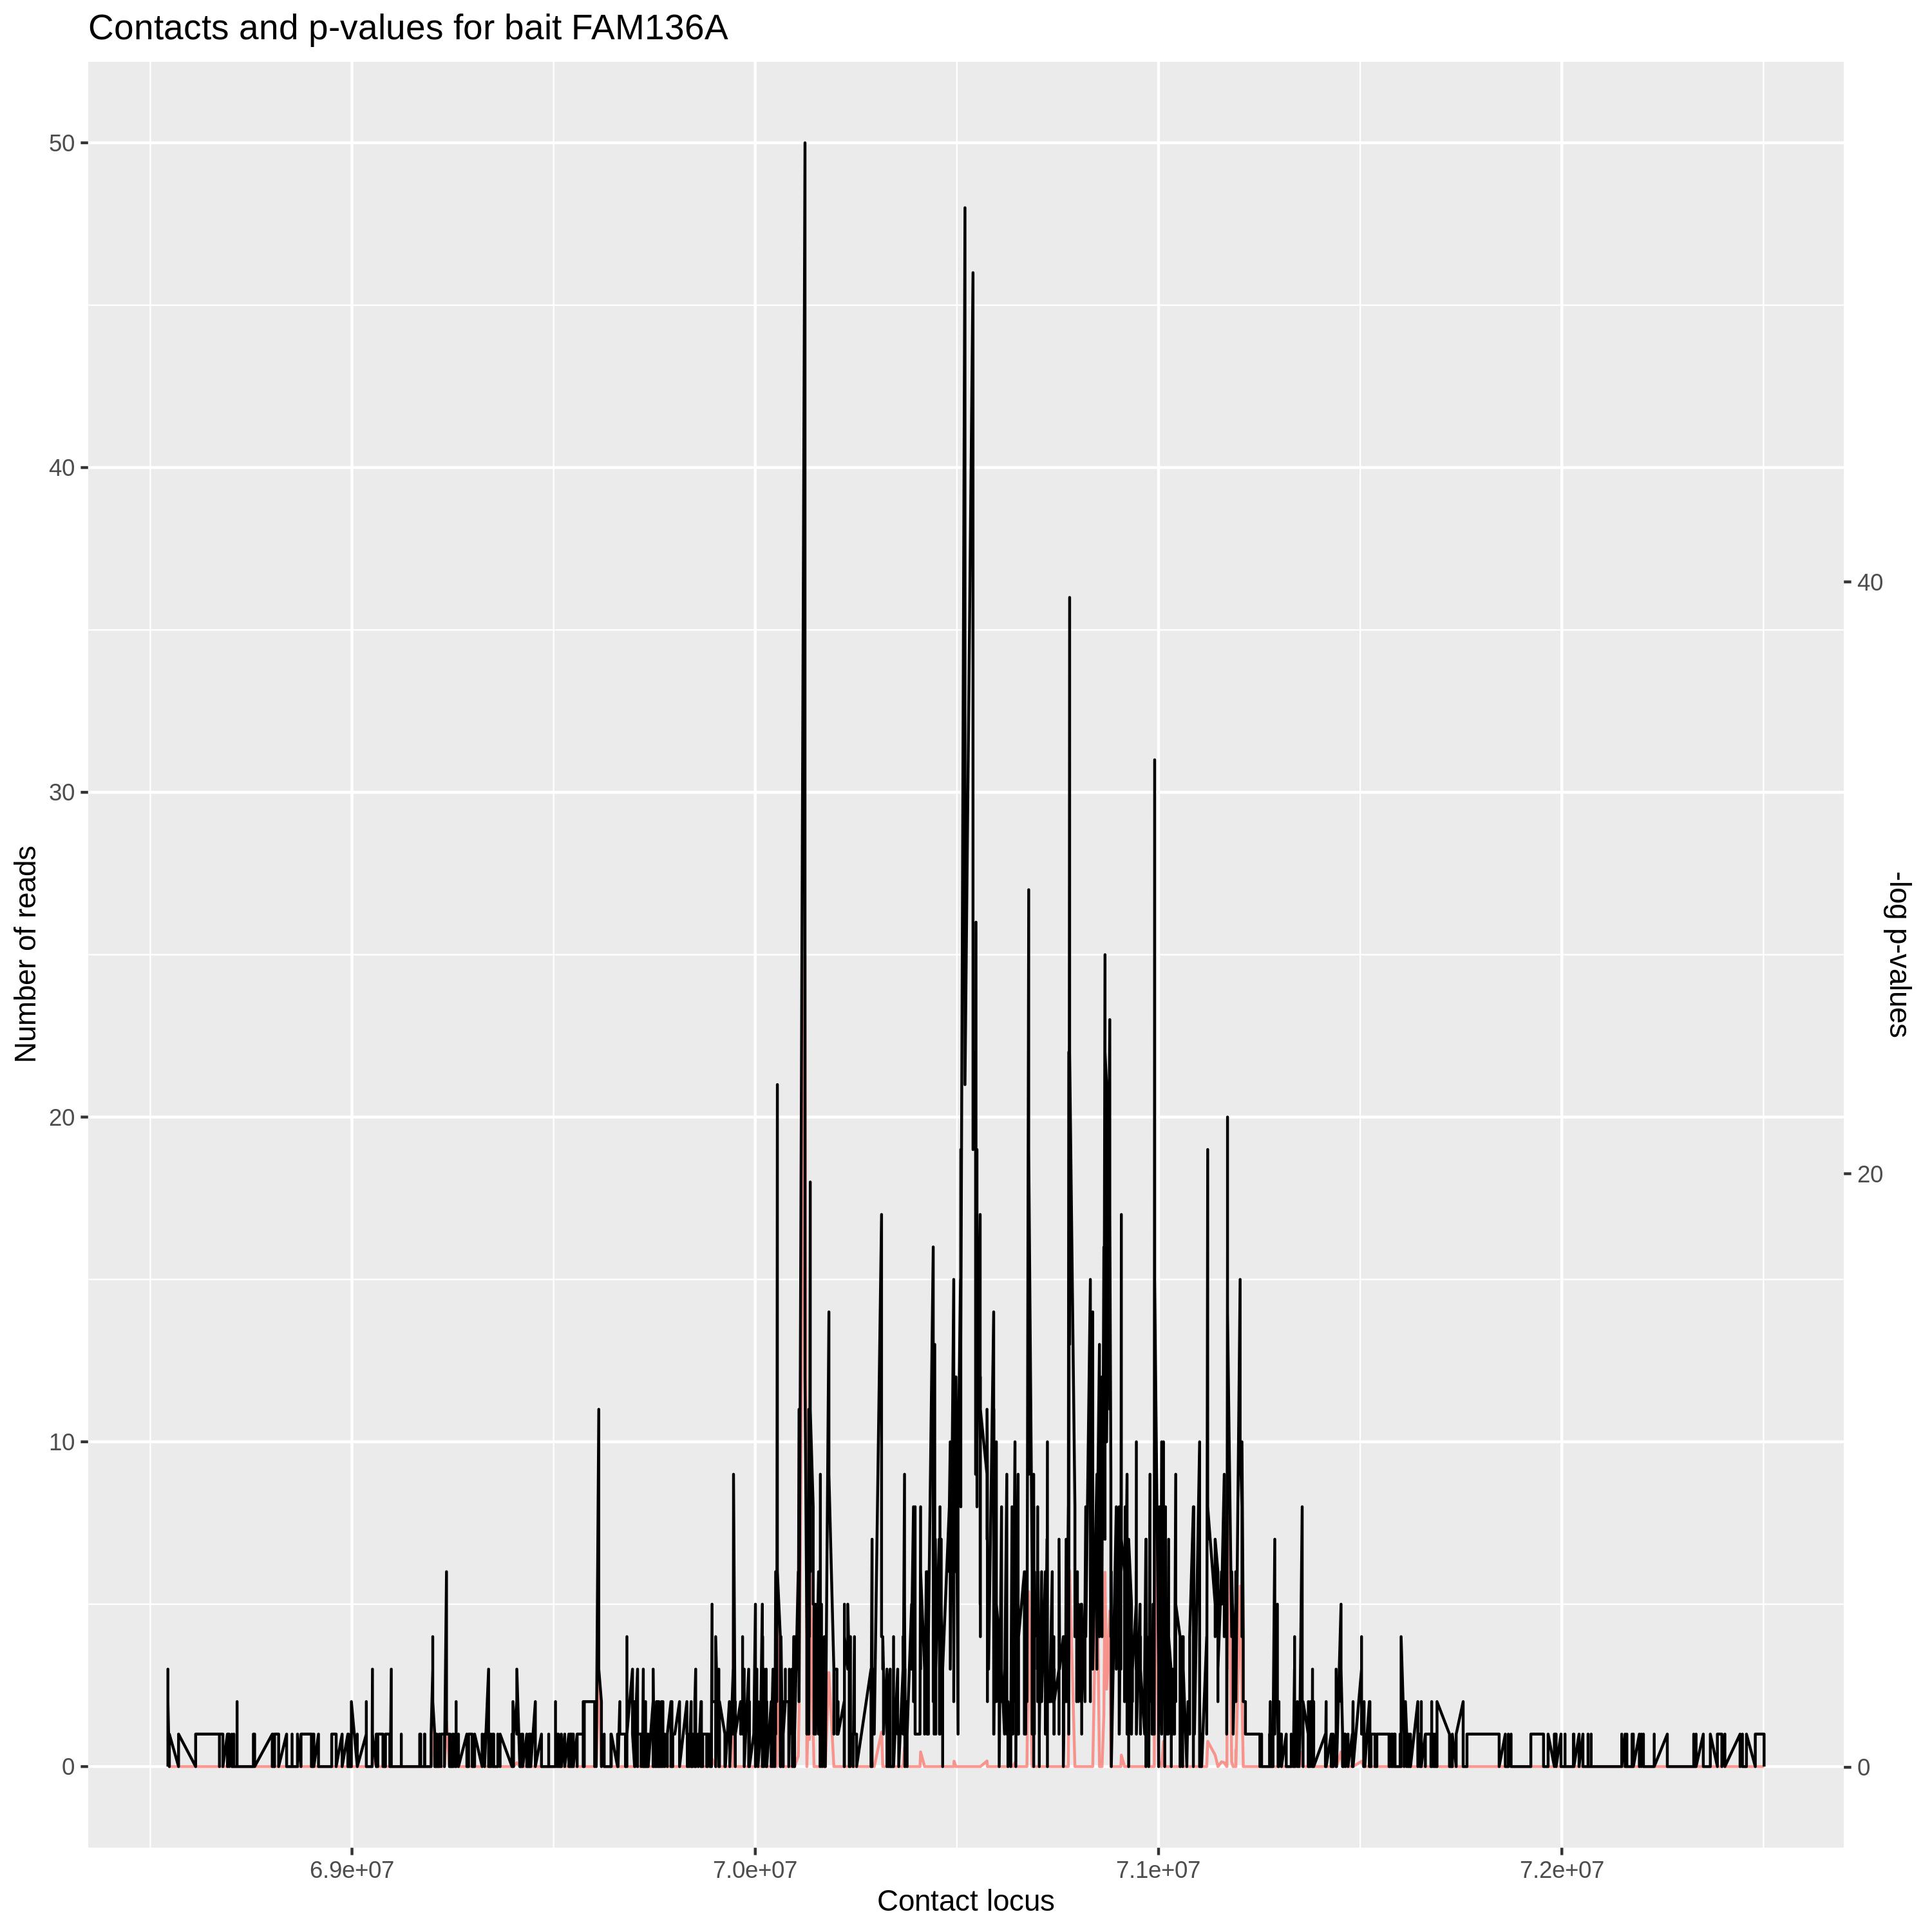 Contacts and p-values for bait FAM136A
50
40
30
20
10
0
Number of reads
40
20
0
-log p-values
6.9e+07
7.0e+07
7.1e+07
7.2e+07
Contact locus